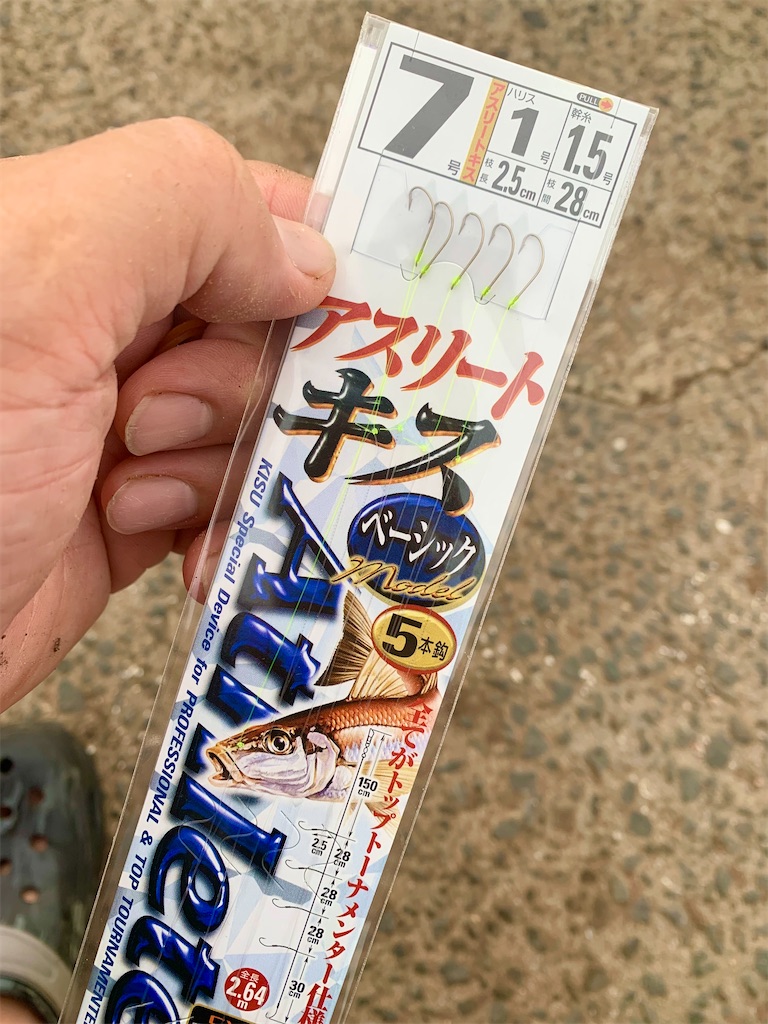 PULL
7号
アスリートキス
ハリス
1号
幹糸
1.5号
枝長 2.5cm
枝間 28cm
アスリート
キス
ベーシック
Model
5本鈎
Athlete
KISU Special Device for PROFESSIONAL & TOP TOURNAMENTER
全てがトップトーナメンター仕様
150cm
2.5cm
28cm
28cm
28cm
30cm
全長
2.64m